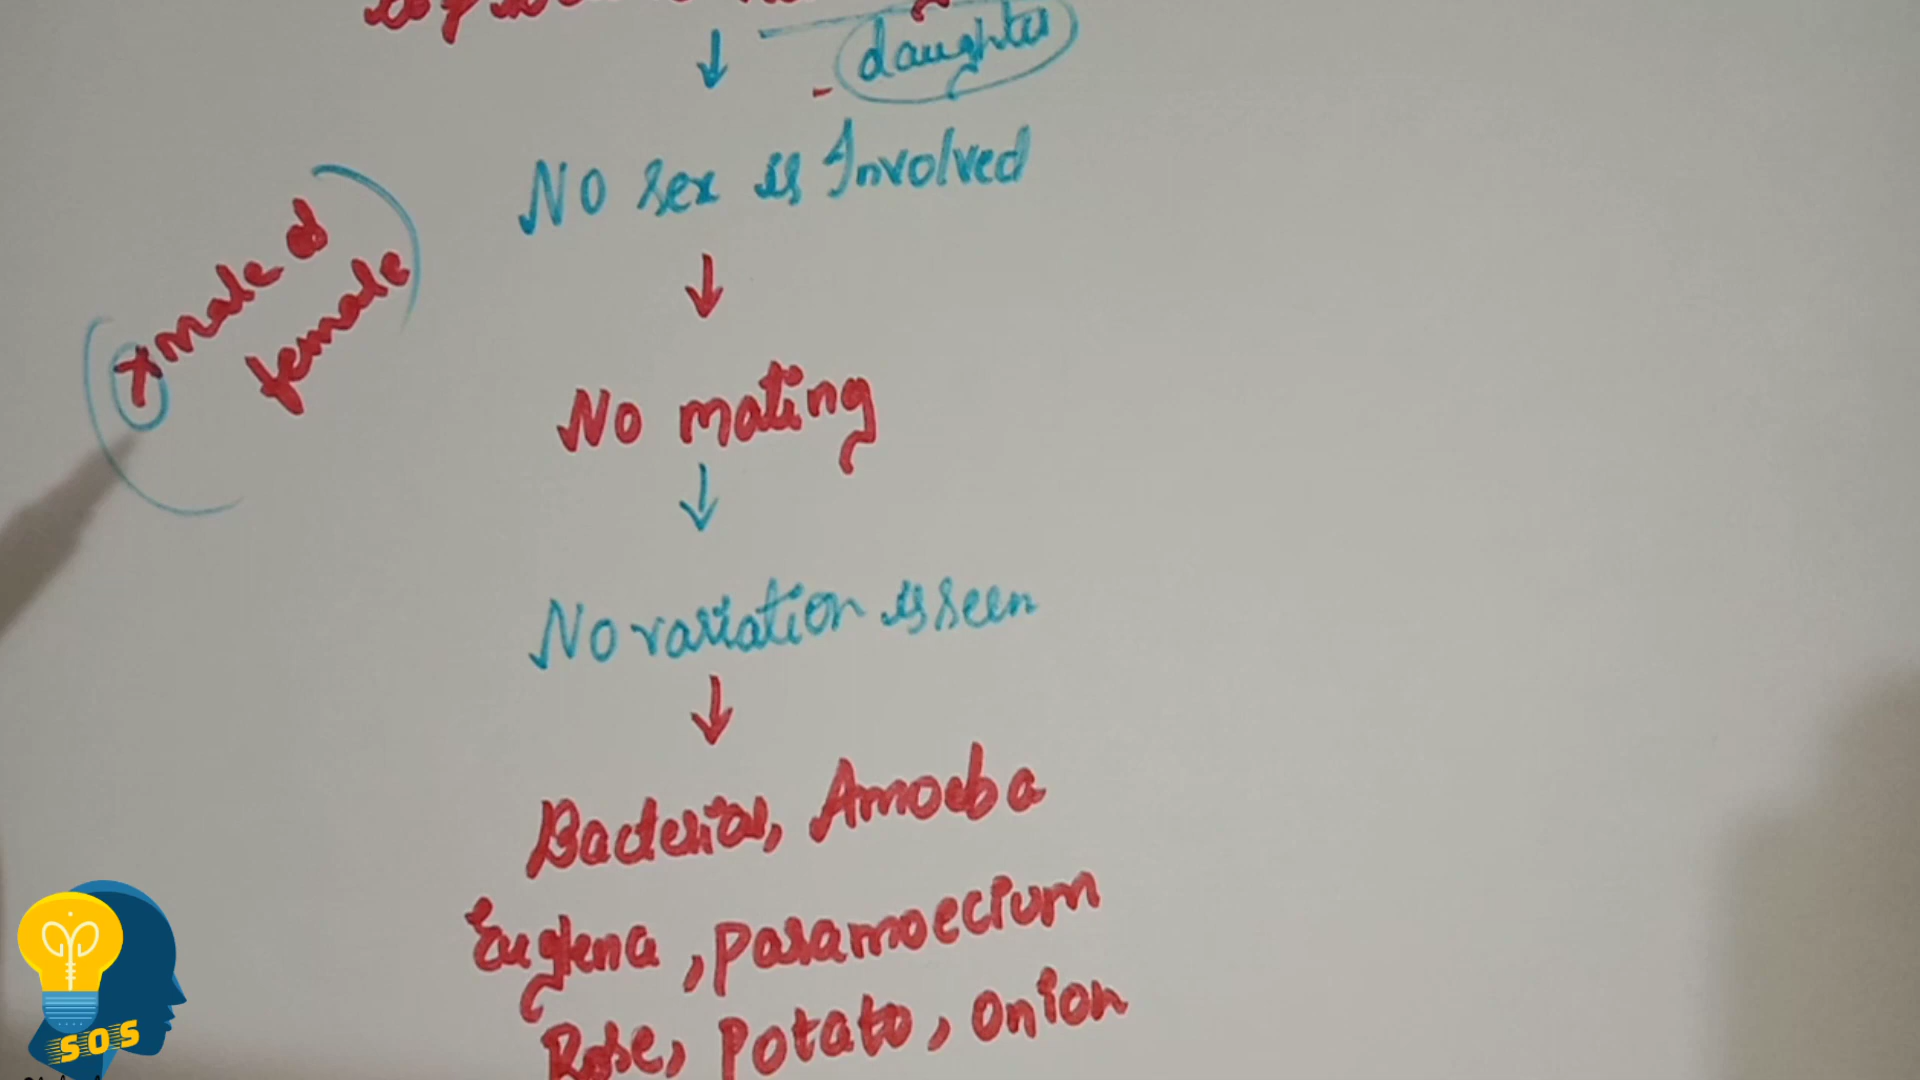 daughter
No sex is Involved
x male d
female
No mating
No variation is seen
Bacterias, Amoeba
Euglena, paramoecium
Rose, Potato, Onion
SOS